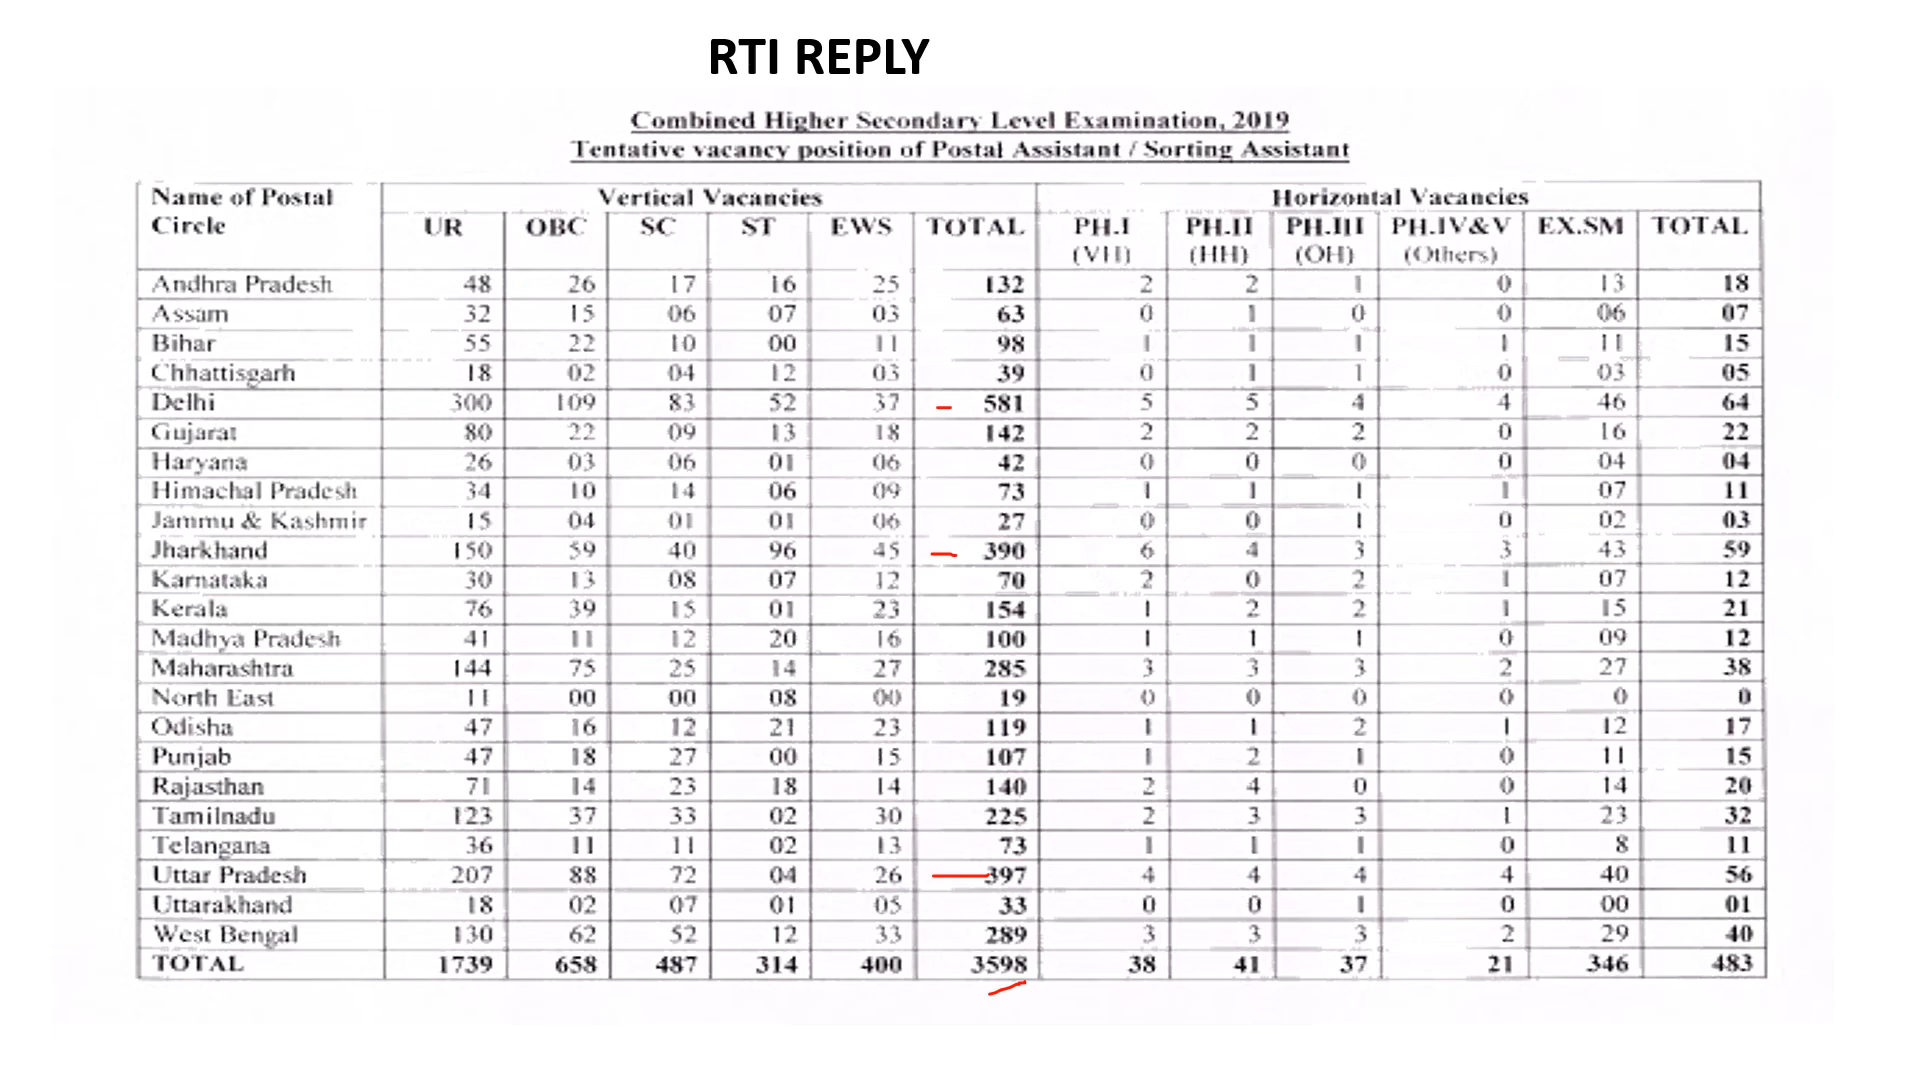 RTI REPLY
Combined Higher Secondary Level Examination, 2019
Tentative vacancy position of Postal Assistant / Sorting Assistant
Name of Postal Circle Vertical Vacancies Horizontal Vacancies
UR OBC SC ST EWS TOTAL PH.I (VH) PH.II (HH) PH.III (OH) PH.IV&V (Others) EX.SM TOTAL
Andhra Pradesh 48 26 17 16 25 132 2 2 1 0 13 18
Assam 32 15 06 07 03 63 0 1 0 0 06 07
Bihar 55 22 10 00 11 98 1 1 1 1 11 15
Chhattisgarh 18 02 04 12 03 39 0 1 1 0 03 05
Delhi 300 109 83 52 37 581 5 5 4 4 46 64
Gujarat 80 22 09 13 18 142 2 2 2 0 16 22
Haryana 26 03 06 01 06 42 0 0 0 0 04 04
Himachal Pradesh 34 10 14 06 09 73 1 1 1 1 07 11
Jammu & Kashmir 15 04 01 01 06 27 0 0 1 0 02 03
Jharkhand 150 59 40 96 45 390 6 4 3 3 43 59
Karnataka 30 13 08 07 12 70 2 0 2 1 07 12
Kerala 76 39 15 01 23 154 1 2 2 1 15 21
Madhya Pradesh 41 11 12 20 16 100 1 1 1 0 09 12
Maharashtra 144 75 25 14 27 285 3 3 3 2 27 38
North East 11 00 00 08 00 19 0 0 0 0 0 0
Odisha 47 16 12 21 23 119 1 1 2 1 12 17
Punjab 47 18 27 00 15 107 1 2 1 0 11 15
Rajasthan 71 14 23 18 14 140 2 4 0 0 14 20
Tamilnadu 123 37 33 02 30 225 2 3 3 1 23 32
Telangana 36 11 11 02 13 73 1 1 1 0 8 11
Uttar Pradesh 207 88 72 04 26 397 4 4 4 4 40 56
Uttarakhand 18 02 07 01 05 33 0 0 1 0 00 01
West Bengal 130 62 52 12 33 289 3 3 3 2 29 40
TOTAL 1739 658 487 314 400 3598 38 41 37 21 346 483